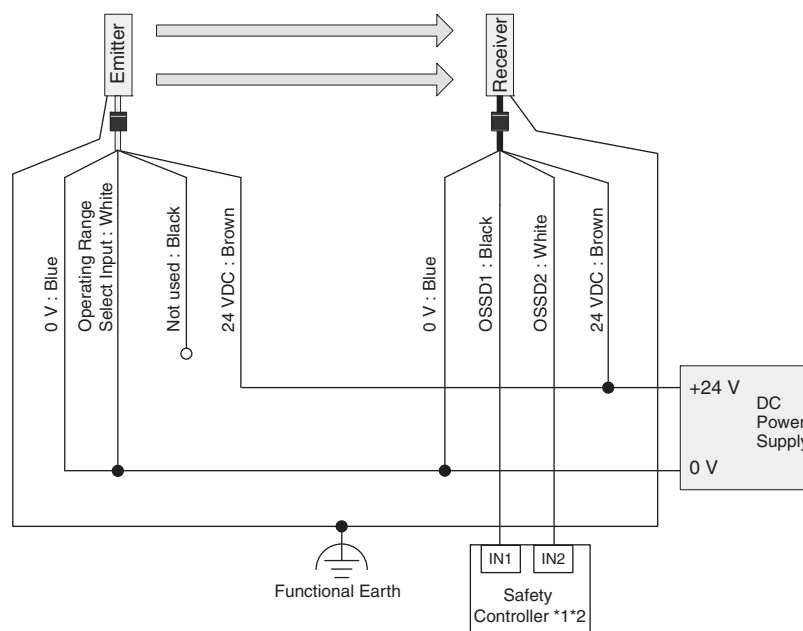 Emitter
Receiver
0 V : Blue
Operating Range
Select Input : White
Not used : Black
24 VDC : Brown
0 V : Blue
OSSD1 : Black
OSSD2 : White
24 VDC : Brown
+24 V
DC
Power
Supply
0 V
Functional Earth
IN1
IN2
Safety
Controller *1*2